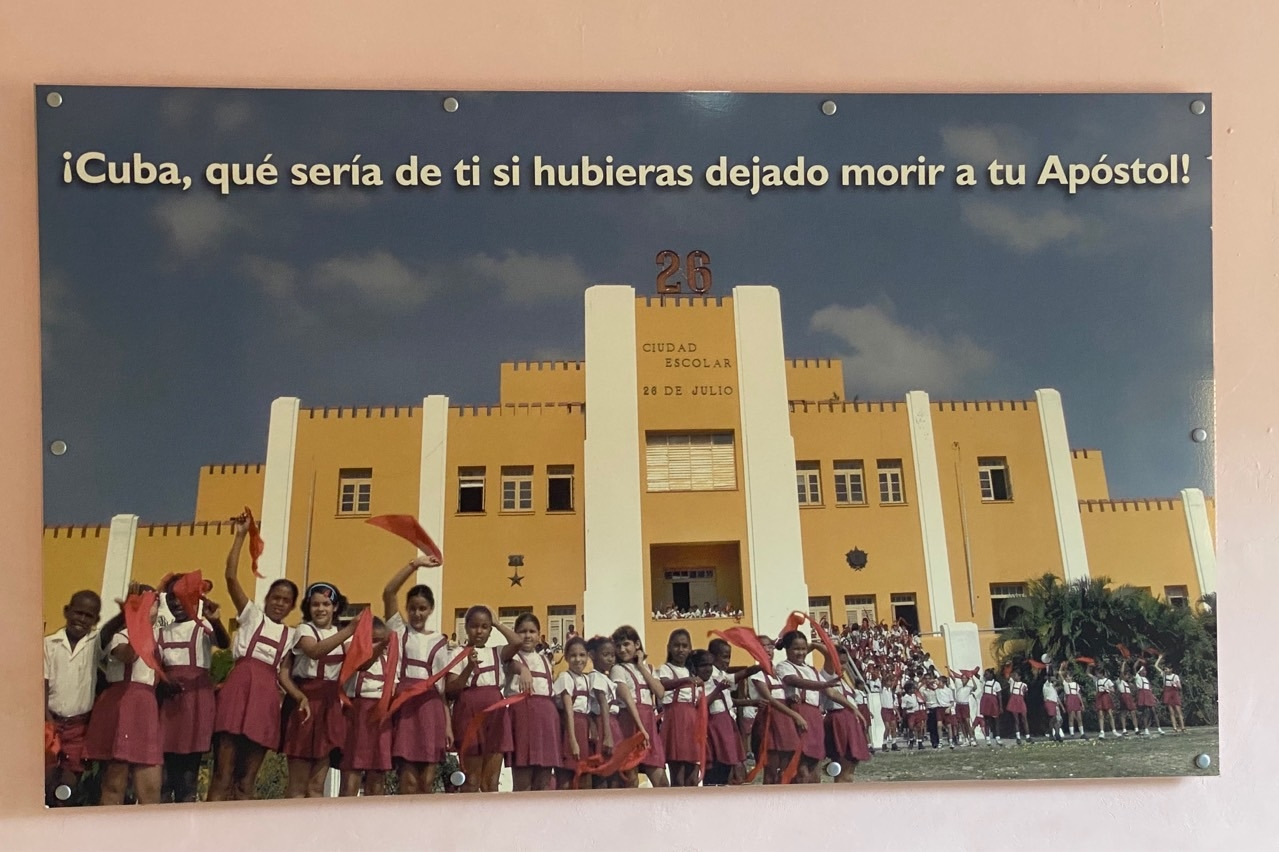 ¡Cuba, qué sería de ti si hubieras dejado morir a tu Apóstol!
26
CIUDAD
ESCOLAR
26 DE JULIO